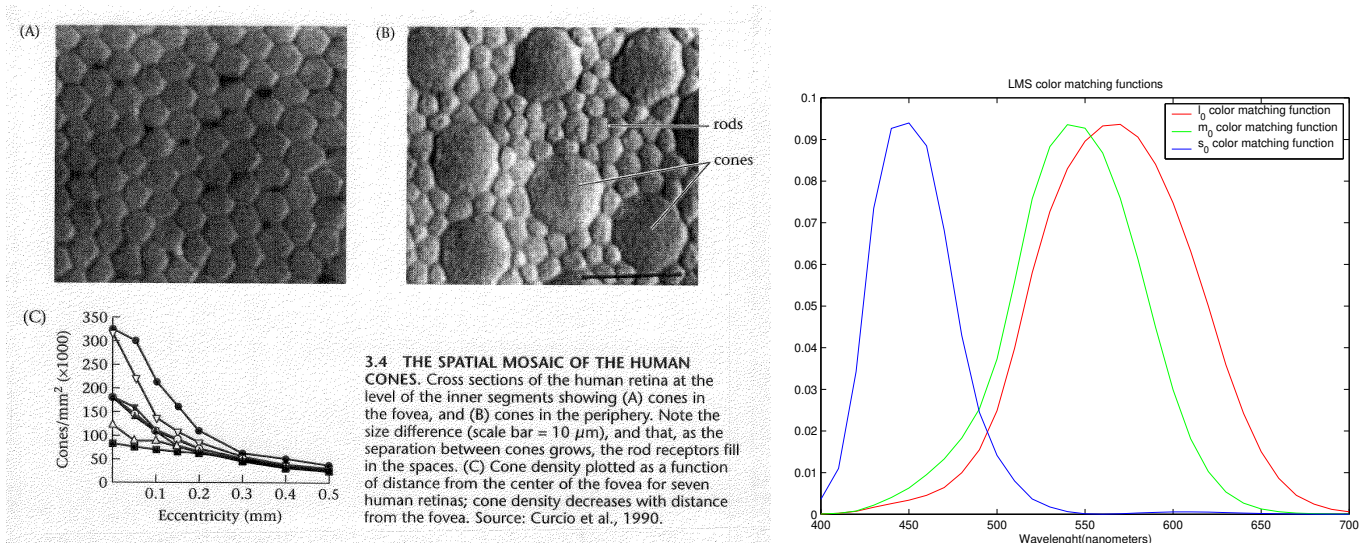 (A)
(B)
rods
cones
(C)
350
300
250
200
150
100
50
0
Cones/mm² (×1000)
0.1
0.2
0.3
0.4
0.5
Eccentricity (mm)
3.4 THE SPATIAL MOSAIC OF THE HUMAN
CONES. Cross sections of the human retina at the
level of the inner segments showing (A) cones in
the fovea, and (B) cones in the periphery. Note the
size difference (scale bar = 10 μm), and that, as the
separation between cones grows, the rod receptors fill
in the spaces. (C) Cone density plotted as a function
of distance from the center of the fovea for seven
human retinas; cone density decreases with distance
from the fovea. Source: Curcio et al., 1990.
LMS color matching functions
0.1
0.09
0.08
0.07
0.06
0.05
0.04
0.03
0.02
0.01
0
400
450
500
550
600
650
700
Wavelenght(nanometers)
l₀ color matching function
m₀ color matching function
s₀ color matching function